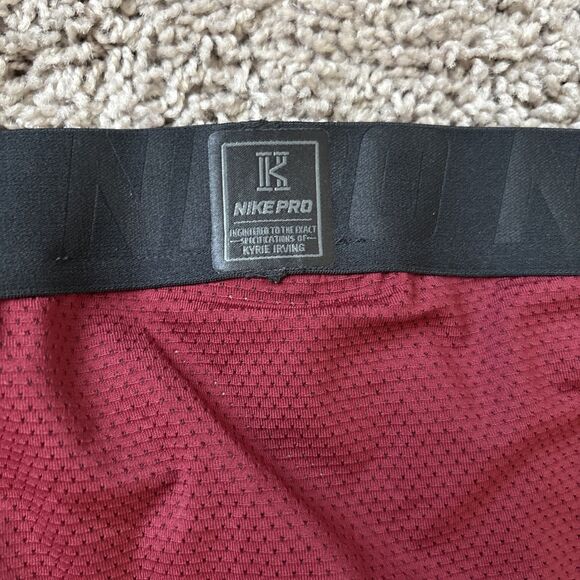 K
NIKE PRO
ENGINEERED TO THE EXACT
SPECIFICATIONS OF
KYRIE IRVING